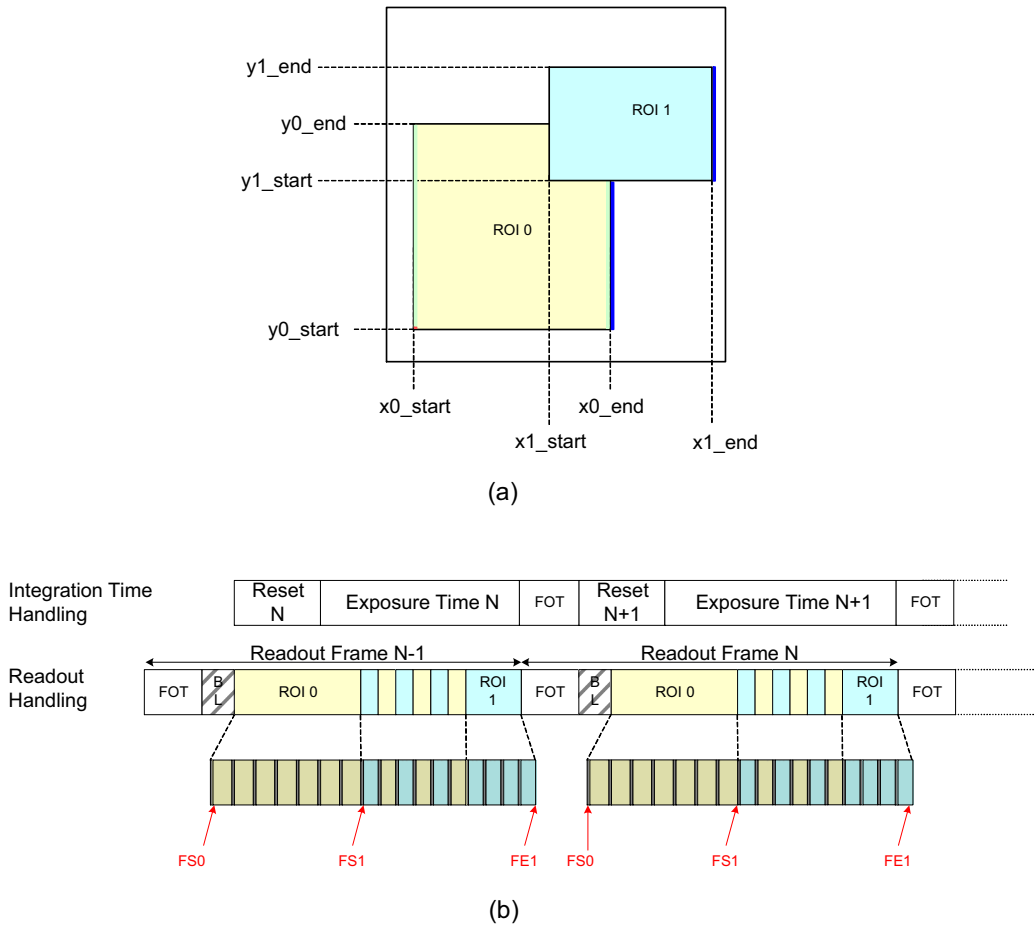 y1_end
ROI 1
y0_end
y1_start
ROI 0
y0_start
x0_start
x0_end
x1_start
x1_end
(a)
Integration Time
Handling
Reset
N
Exposure Time N
FOT
Reset
N+1
Exposure Time N+1
FOT
Readout Frame N-1
Readout Frame N
Readout
Handling
FOT
B
L
ROI 0
ROI
1
FOT
B
L
ROI 0
ROI
1
FOT
FS0
FS1
FE1
FS0
FS1
FE1
(b)